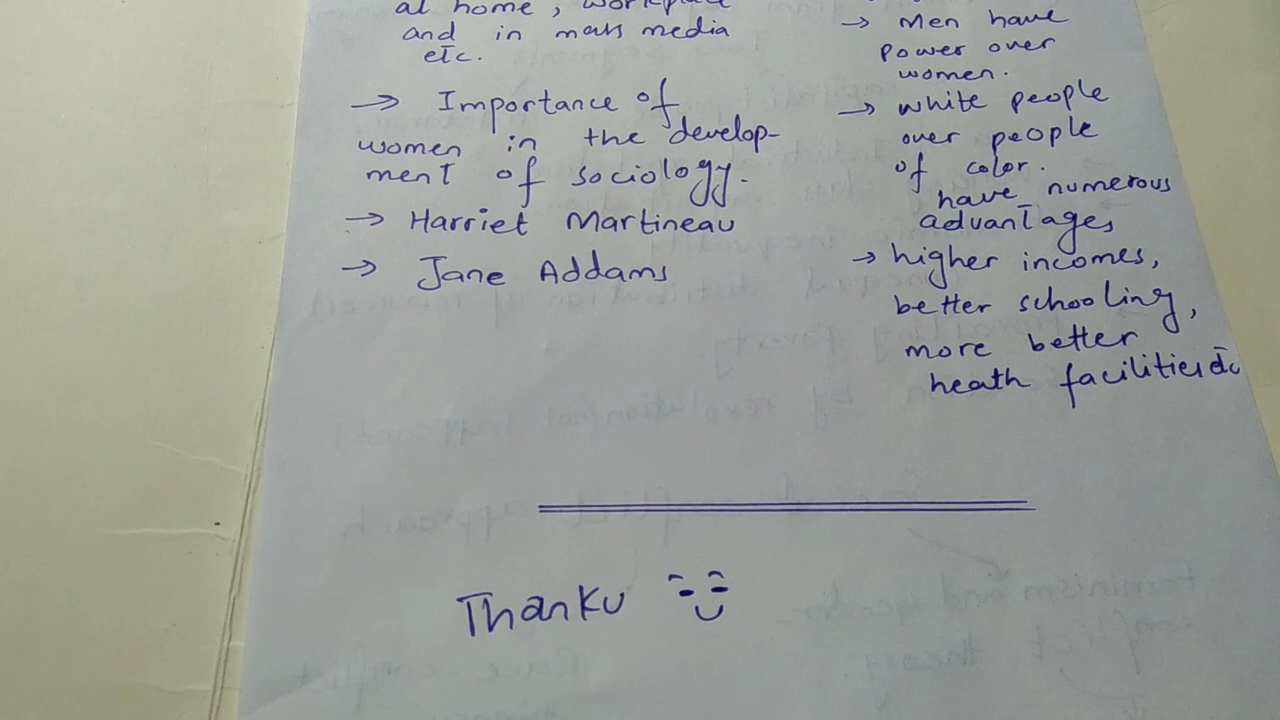 at home, workplace
and in mass media
etc.
→ Importance of
women in the develop-
ment of sociology.
→ Harriet Martineau
→ Jane Addams
→ Men have
power over
women.
→ white people
over people
of color.
have numerous
advantages
→ higher incomes,
better schooling,
more better
heath facilities etc
Thanku